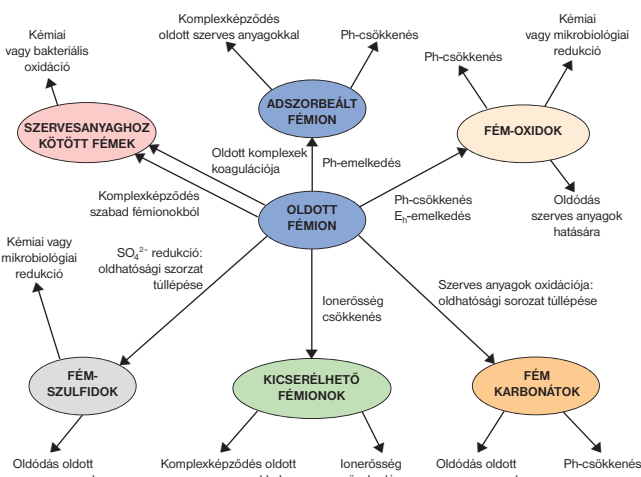 Komplexképződés
oldott szerves anyagokkal
Ph-csökkenés
Kémiai
vagy mikrobiológiai
redukció
Kémiai
vagy bakteriális
oxidáció
Ph-csökkenés
ADSZORBEÁLT
FÉMION
SZERVESANYAGHOZ
KÖTÖTT FÉMEK
FÉM-OXIDOK
Oldott komplexek
koagulációja
Ph-emelkedés
Komplexképződés
szabad fémionokból
OLDOTT
FÉMION
Ph-csökkenés
Eh-emelkedés
Oldódás
szerves anyagok
hatására
Kémiai vagy
mikrobiológiai
redukció
SO₄²⁻ redukció:
oldhatósági szorzat
túllépése
Ionerősség
csökkenés
Szerves anyagok oxidációja:
oldhatósági sorozat túllépése
FÉM-
SZULFIDOK
KICSERÉLHETŐ
FÉMIONOK
FÉM
KARBONÁTOK
Oldódás oldott
Komplexképződés oldott
Ionerősség
Oldódás oldott
Ph-csökkenés